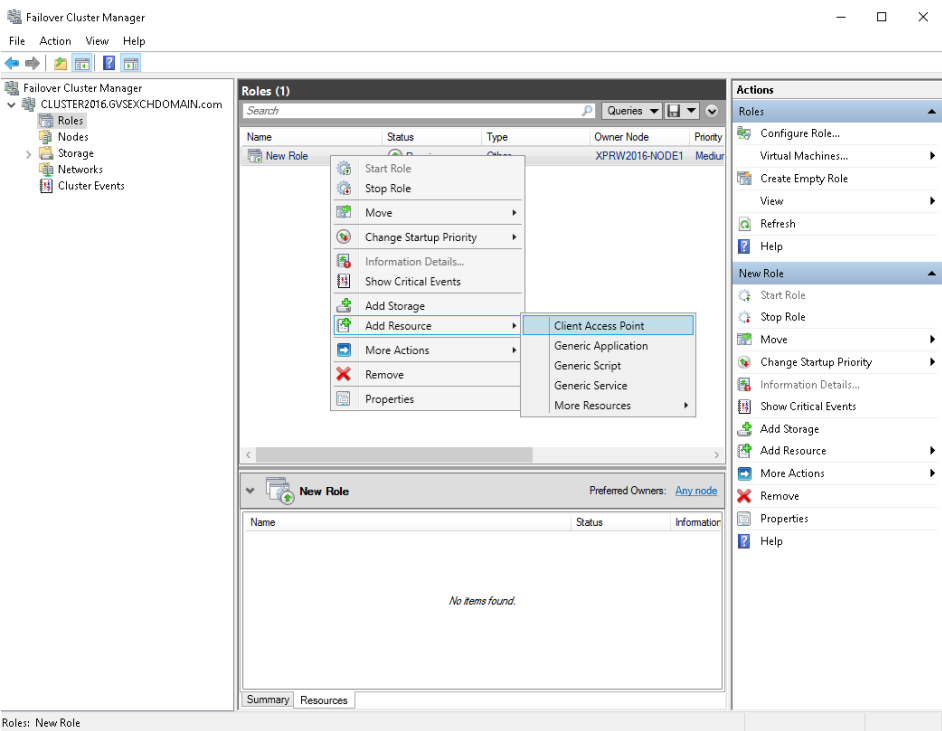 Failover Cluster Manager
File Action View Help
Failover Cluster Manager
CLUSTER2016.GVSEXCHDOMAIN.com
Roles
Nodes
Storage
Networks
Cluster Events
Roles (1)
Search
Queries
Name Status Type Owner Node Priority
New Role XPRW2016-NODE1
Start Role
Stop Role
Move
Change Startup Priority
Information Details...
Show Critical Events
Add Storage
Add Resource
More Actions
Remove
Properties
Client Access Point
Generic Application
Generic Script
Generic Service
More Resources
New Role Preferred Owners: Any node
Name Status Information
No items found.
Summary Resources
Actions
Roles
Configure Role...
Virtual Machines...
Create Empty Role
View
Refresh
Help
New Role
Start Role
Stop Role
Move
Change Startup Priority
Information Details...
Show Critical Events
Add Storage
Add Resource
More Actions
Remove
Properties
Help
Roles: New Role